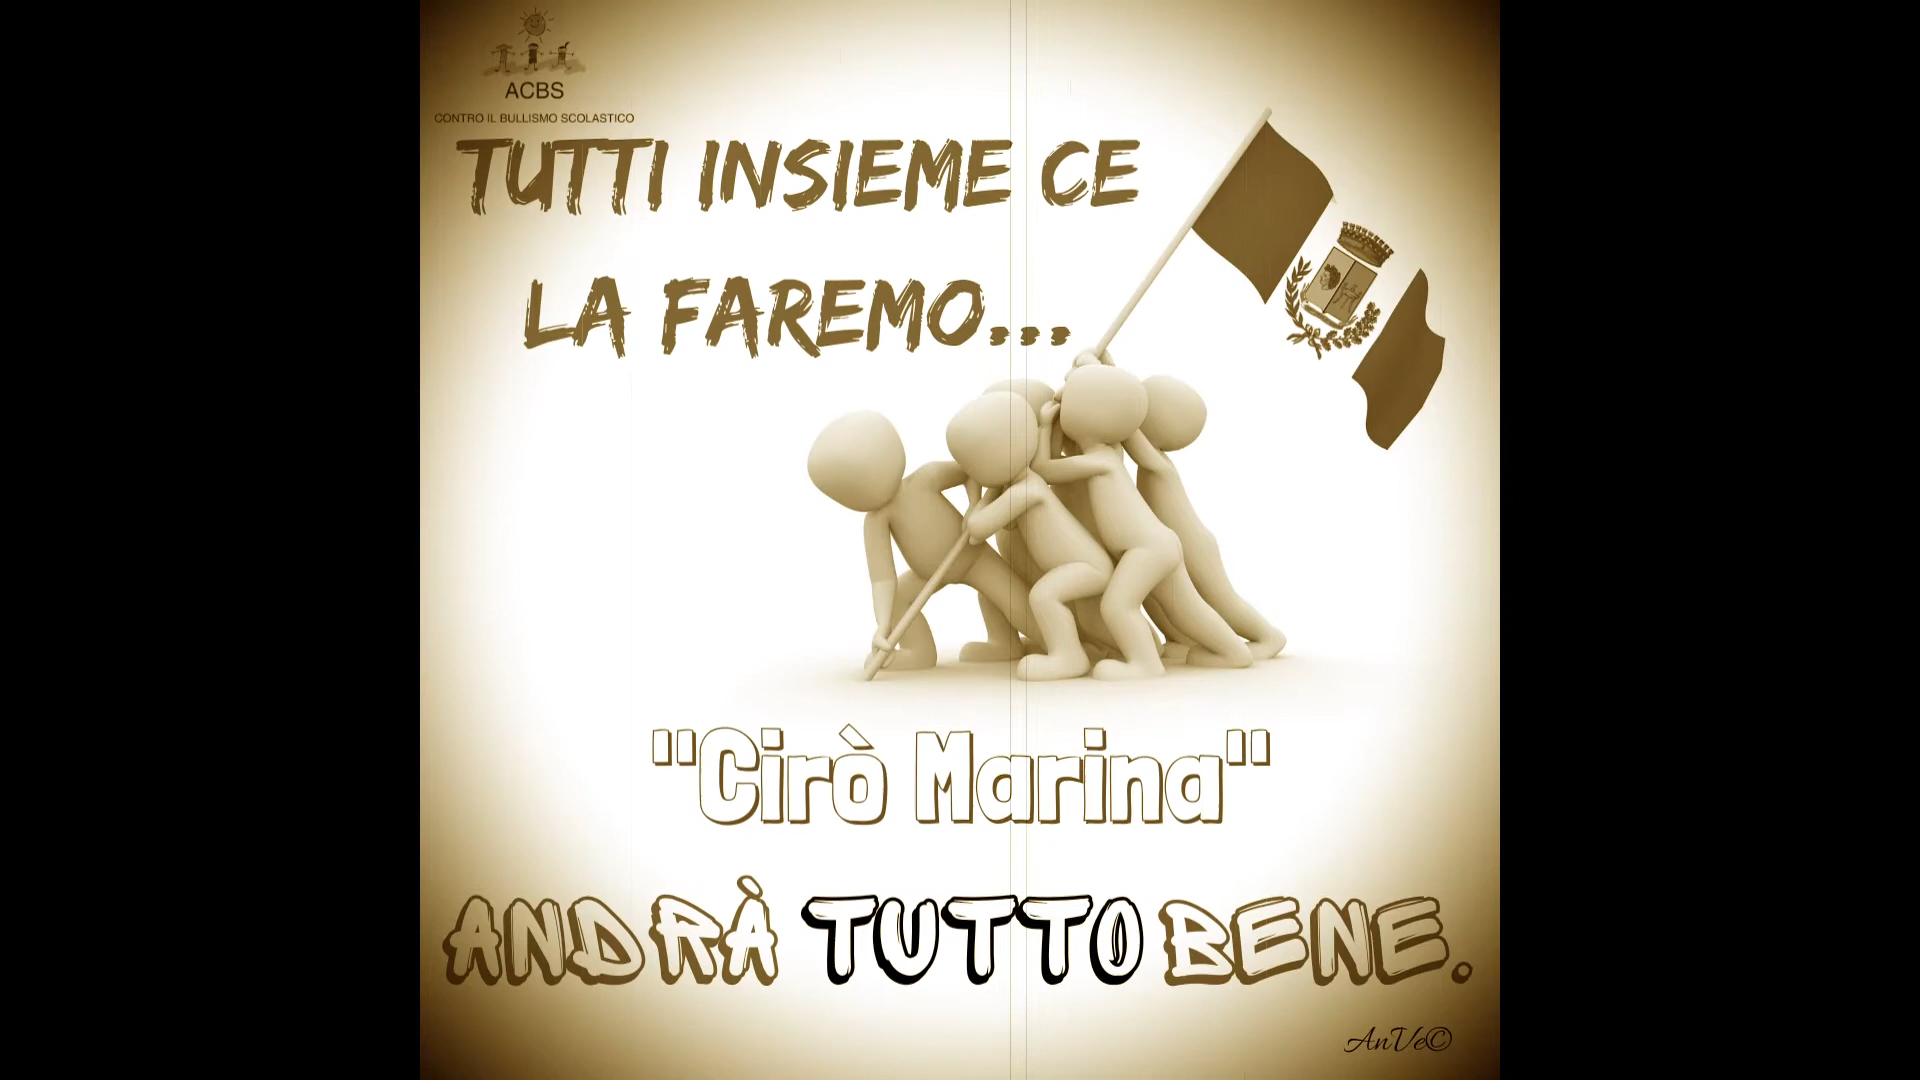 ACBS
CONTRO IL BULLISMO SCOLASTICO
TUTTI INSIEME CE
LA FAREMO...
"Cirò Marina"
ANDRÀ TUTTO BENE.
AnVe©